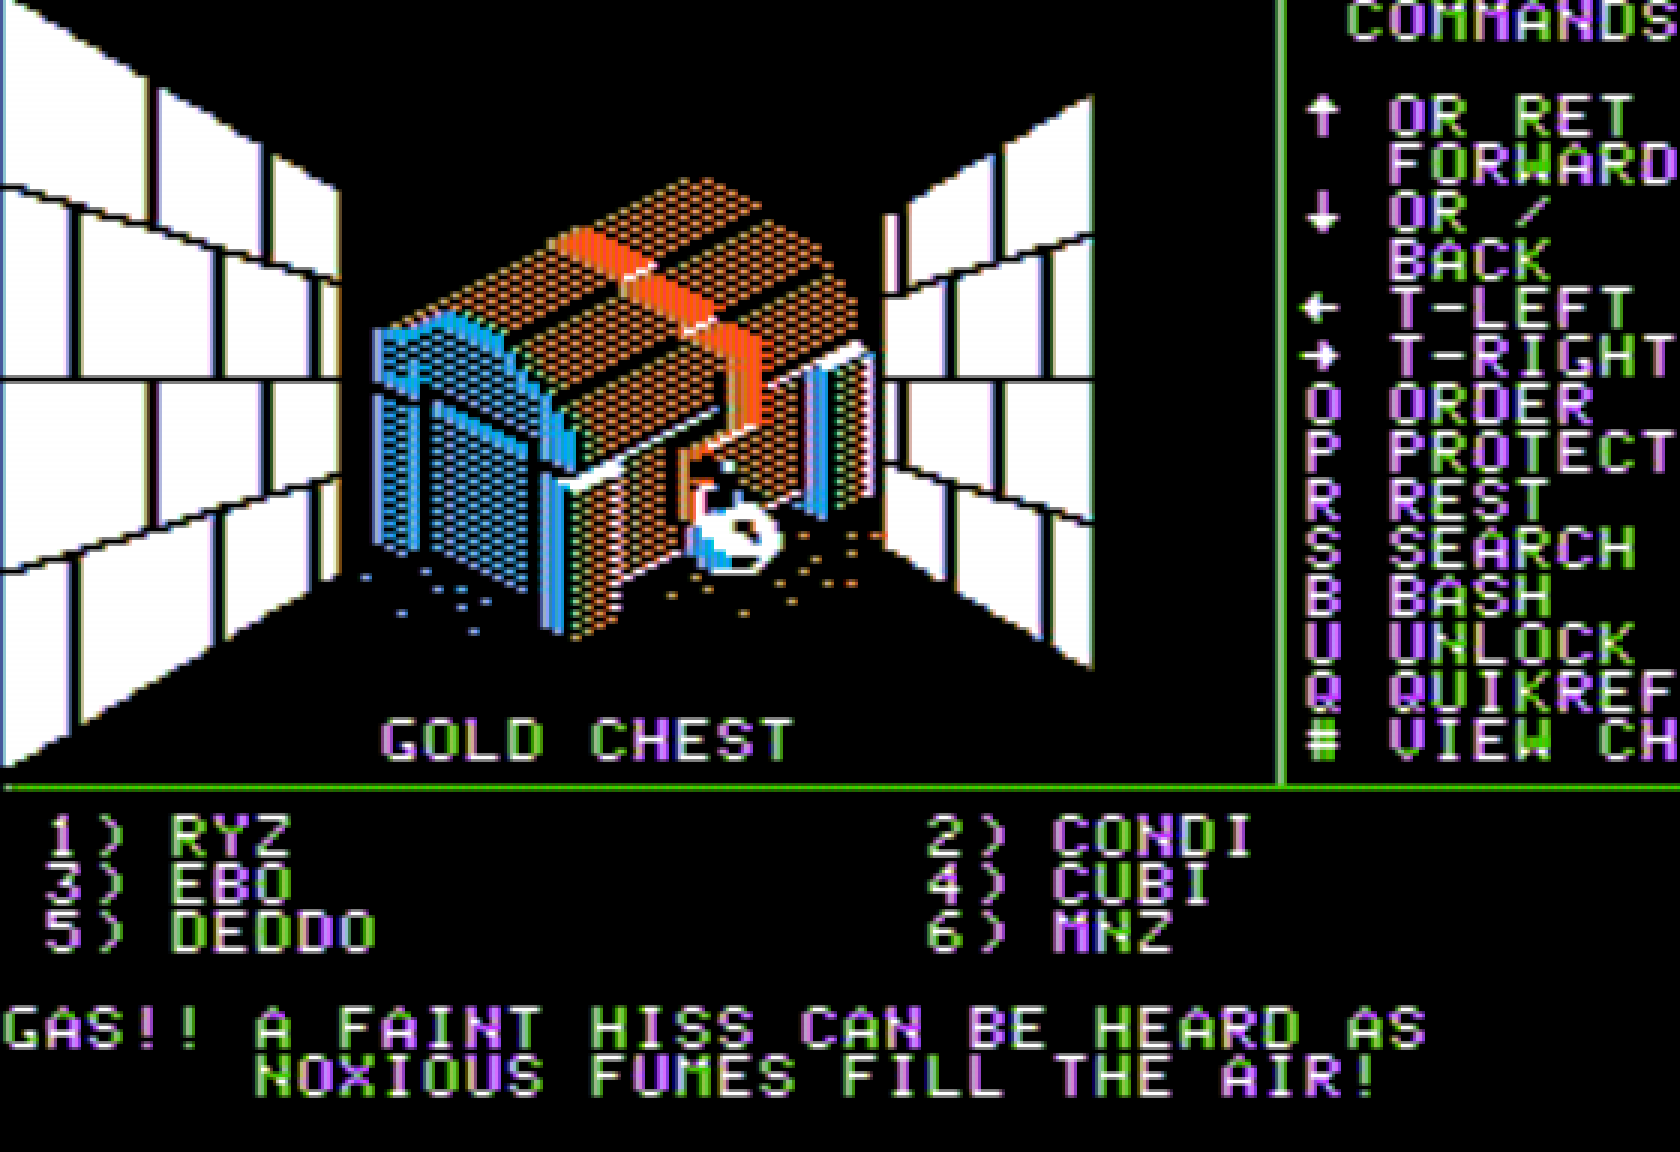 COMMANDS
↑ OR RET
FORWARD
↓ OR /
BACK
← T-LEFT
→ T-RIGHT
O ORDER
P PROTECT
R REST
S SEARCH
B BASH
U UNLOCK
Q QUIKREF
# VIEW CH
GOLD CHEST
1) RYZ 2) CONDI
3) EBO 4) CUBI
5) DEDDO 6) MNZ
GAS!! A FAINT HISS CAN BE HEARD AS
NOXIOUS FUMES FILL THE AIR!